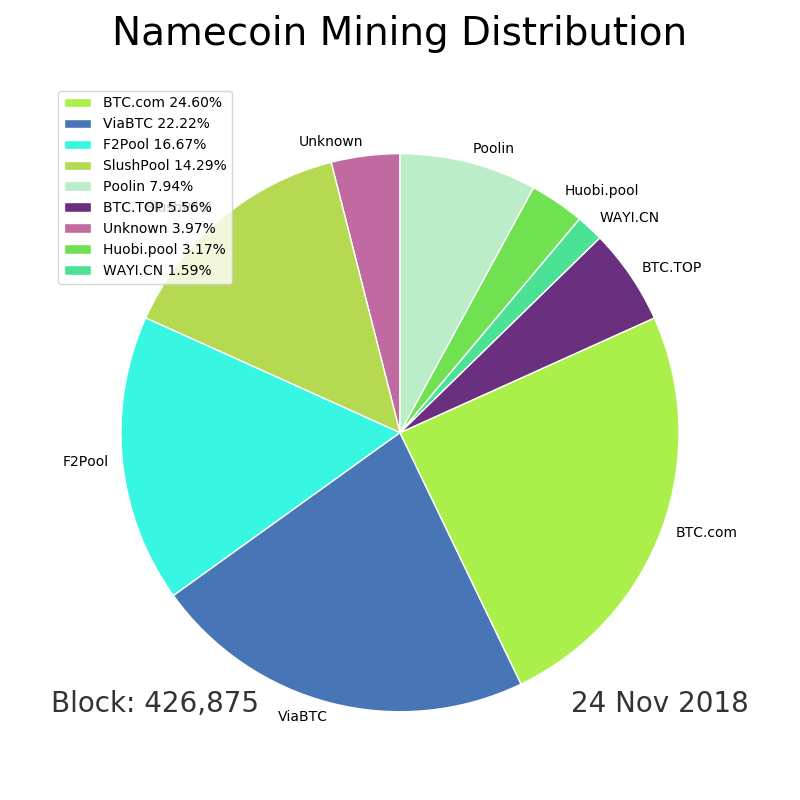 Namecoin Mining Distribution
BTC.com 24.60%
ViaBTC 22.22%
F2Pool 16.67%
SlushPool 14.29%
Poolin 7.94%
BTC.TOP 5.56%
Unknown 3.97%
Huobi.pool 3.17%
WAYI.CN 1.59%
Unknown
Poolin
Huobi.pool
WAYI.CN
BTC.TOP
F2Pool
BTC.com
ViaBTC
Block: 426,875
24 Nov 2018